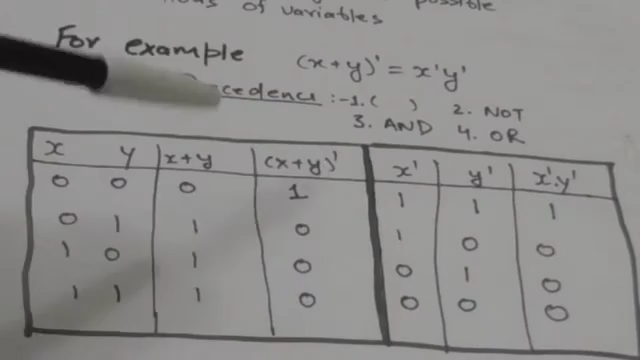 of variables possible
For example (x+y)' = x'y'
cedence :-1. ( ) 2. NOT
3. AND 4. OR
x y x+y (x+y)' x' y' x'.y'
0 0 0 1 1 1 1
0 1 1 0 1 0 0
1 0 1 0 0 1 0
1 1 1 0 0 0 0